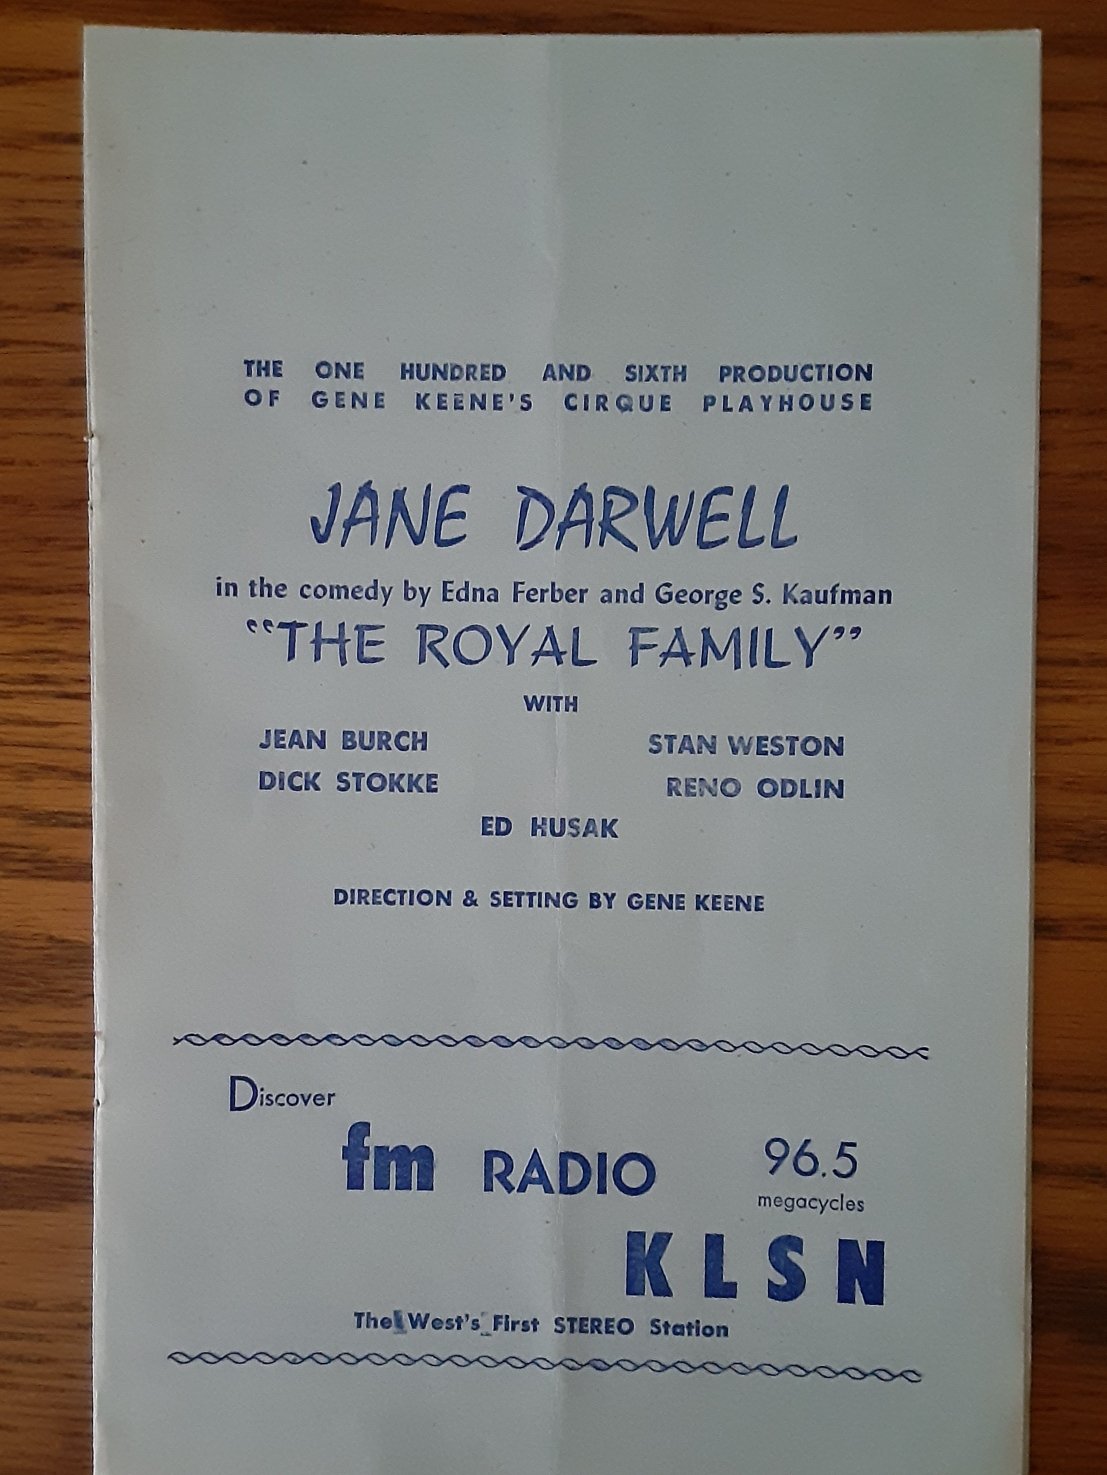 THE ONE HUNDRED AND SIXTH PRODUCTION
OF GENE KEENE'S CIRQUE PLAYHOUSE
JANE DARWELL
in the comedy by Edna Ferber and George S. Kaufman
"THE ROYAL FAMILY"
WITH
JEAN BURCH STAN WESTON
DICK STOKKE RENO ODLIN
ED HUSAK
DIRECTION & SETTING BY GENE KEENE
Discover
fm RADIO 96.5
megacycles
KLSN
The West's First STEREO Station